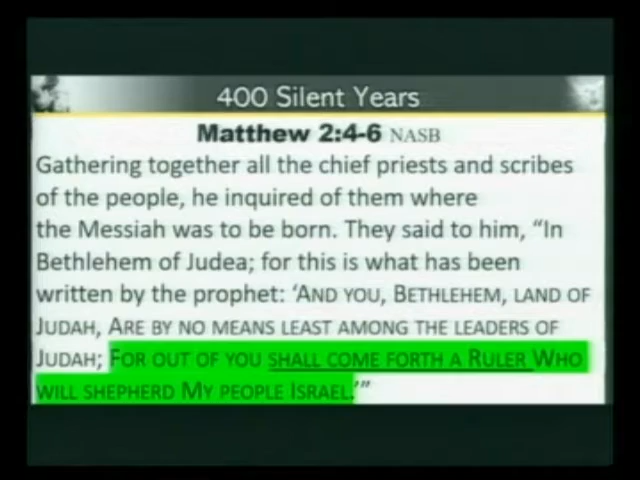 400 Silent Years
Matthew 2:4-6 NASB
Gathering together all the chief priests and scribes
of the people, he inquired of them where
the Messiah was to be born. They said to him, “In
Bethlehem of Judea; for this is what has been
written by the prophet: ‘AND YOU, BETHLEHEM, LAND OF
JUDAH, ARE BY NO MEANS LEAST AMONG THE LEADERS OF
JUDAH; FOR OUT OF YOU SHALL COME FORTH A RULER WHO
WILL SHEPHERD MY PEOPLE ISRAEL.’”